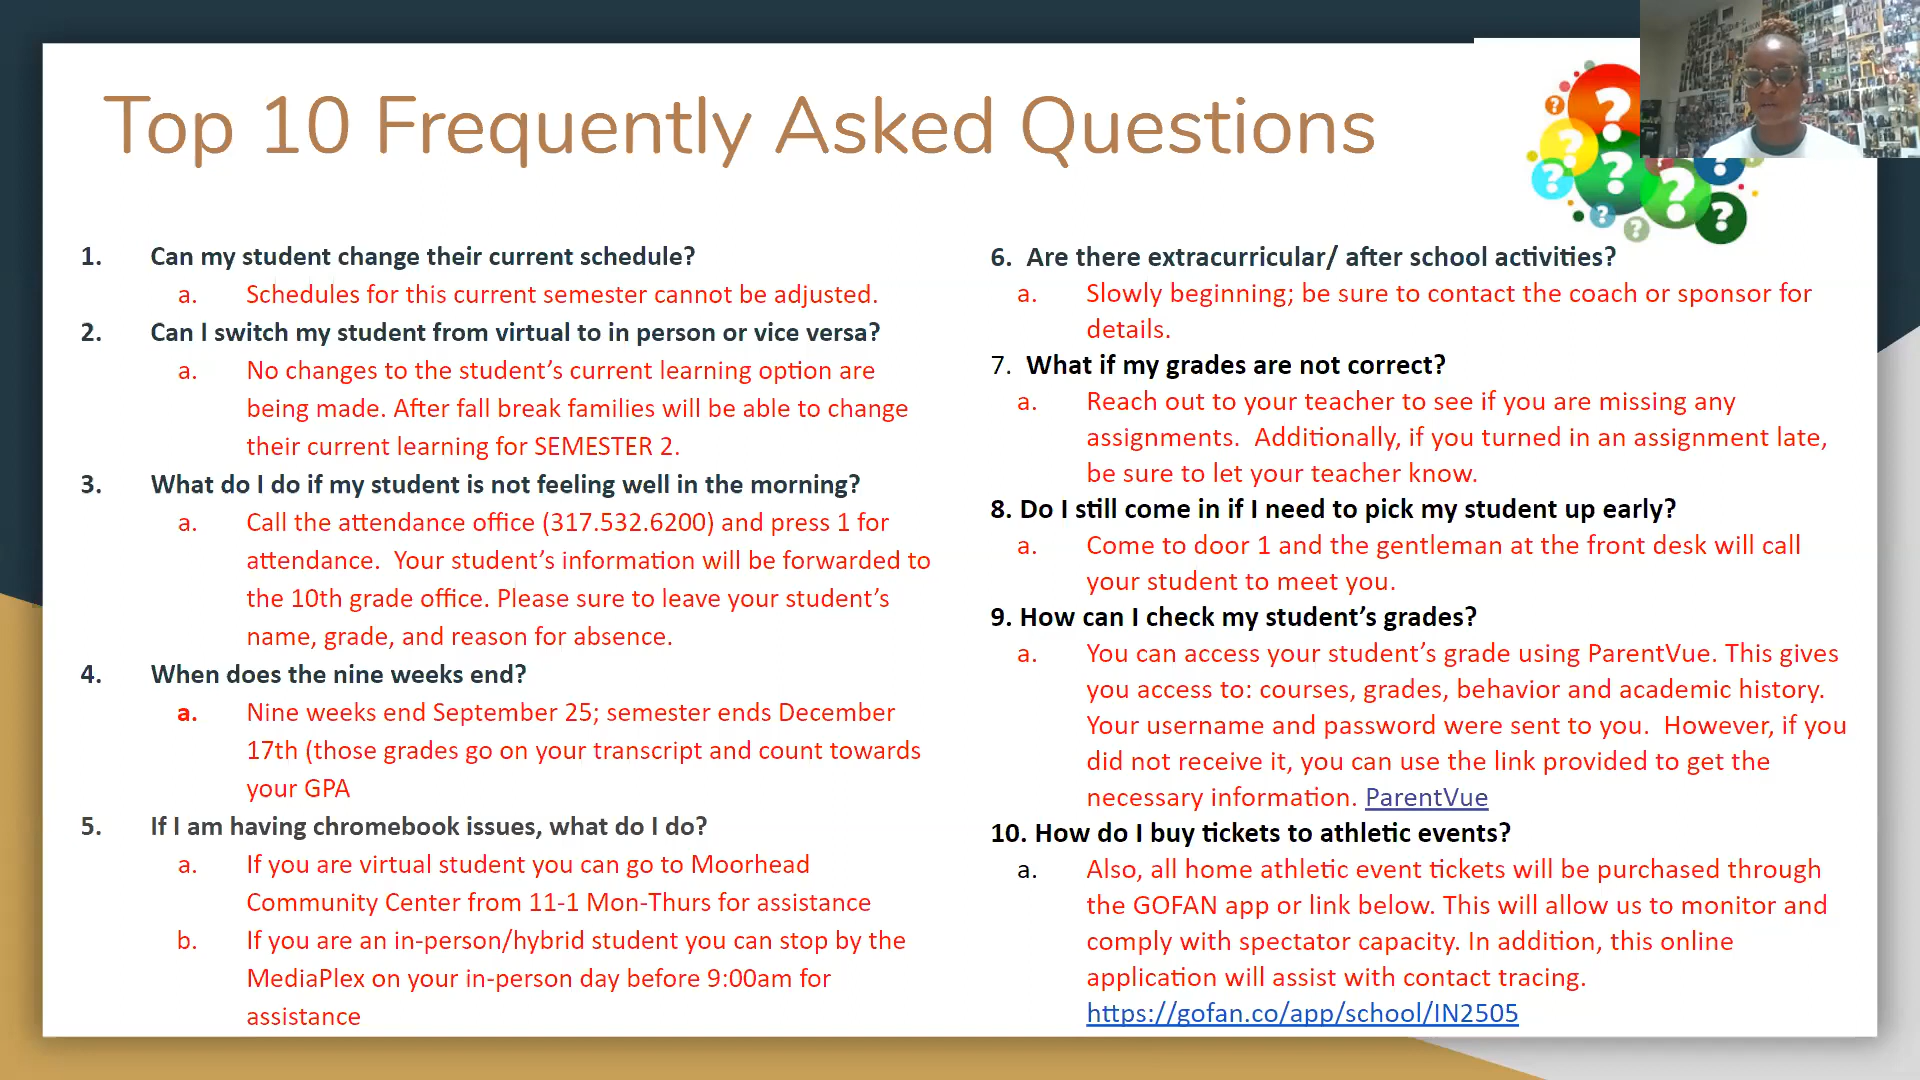 Top 10 Frequently Asked Questions
1. Can my student change their current schedule?
a. Schedules for this current semester cannot be adjusted.
2. Can I switch my student from virtual to in person or vice versa?
a. No changes to the student's current learning option are
being made. After fall break families will be able to change
their current learning for SEMESTER 2.
3. What do I do if my student is not feeling well in the morning?
a. Call the attendance office (317.532.6200) and press 1 for
attendance.  Your student's information will be forwarded to
the 10th grade office. Please sure to leave your student's
name, grade, and reason for absence.
4. When does the nine weeks end?
a. Nine weeks end September 25; semester ends December
17th (those grades go on your transcript and count towards
your GPA
5. If I am having chromebook issues, what do I do?
a. If you are virtual student you can go to Moorhead
Community Center from 11-1 Mon-Thurs for assistance
b. If you are an in-person/hybrid student you can stop by the
MediaPlex on your in-person day before 9:00am for
assistance
6. Are there extracurricular/ after school activities?
a. Slowly beginning; be sure to contact the coach or sponsor for
details.
7. What if my grades are not correct?
a. Reach out to your teacher to see if you are missing any
assignments.  Additionally, if you turned in an assignment late,
be sure to let your teacher know.
8. Do I still come in if I need to pick my student up early?
a. Come to door 1 and the gentleman at the front desk will call
your student to meet you.
9. How can I check my student's grades?
a. You can access your student's grade using ParentVue. This gives
you access to: courses, grades, behavior and academic history.
Your username and password were sent to you.  However, if you
did not receive it, you can use the link provided to get the
necessary information. ParentVue
10. How do I buy tickets to athletic events?
a. Also, all home athletic event tickets will be purchased through
the GOFAN app or link below. This will allow us to monitor and
comply with spectator capacity. In addition, this online
application will assist with contact tracing.
https://gofan.co/app/school/IN2505